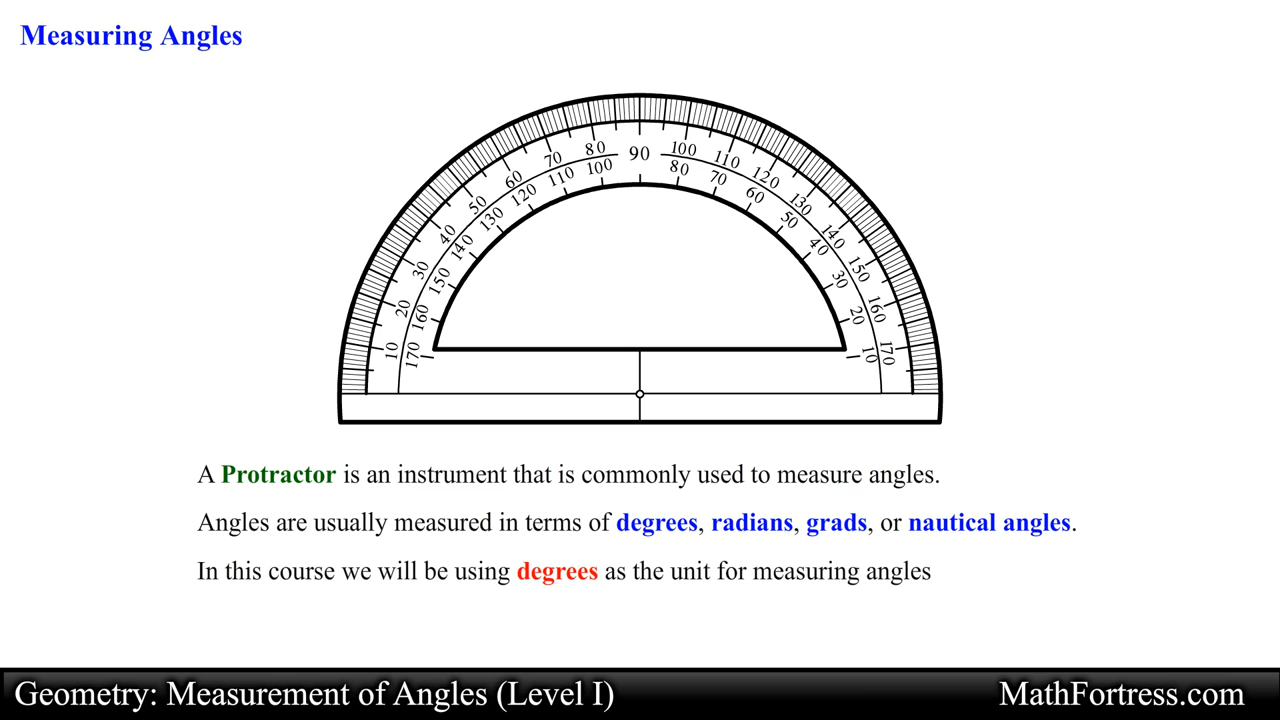 Measuring Angles
10 20 30 40 50 60 70 80 90 100 110 120 130 140 150 160 170
170 160 150 140 130 120 110 100 80 70 60 50 40 30 20 10
A Protractor is an instrument that is commonly used to measure angles.
Angles are usually measured in terms of degrees, radians, grads, or nautical angles.
In this course we will be using degrees as the unit for measuring angles
Geometry: Measurement of Angles (Level I)
MathFortress.com